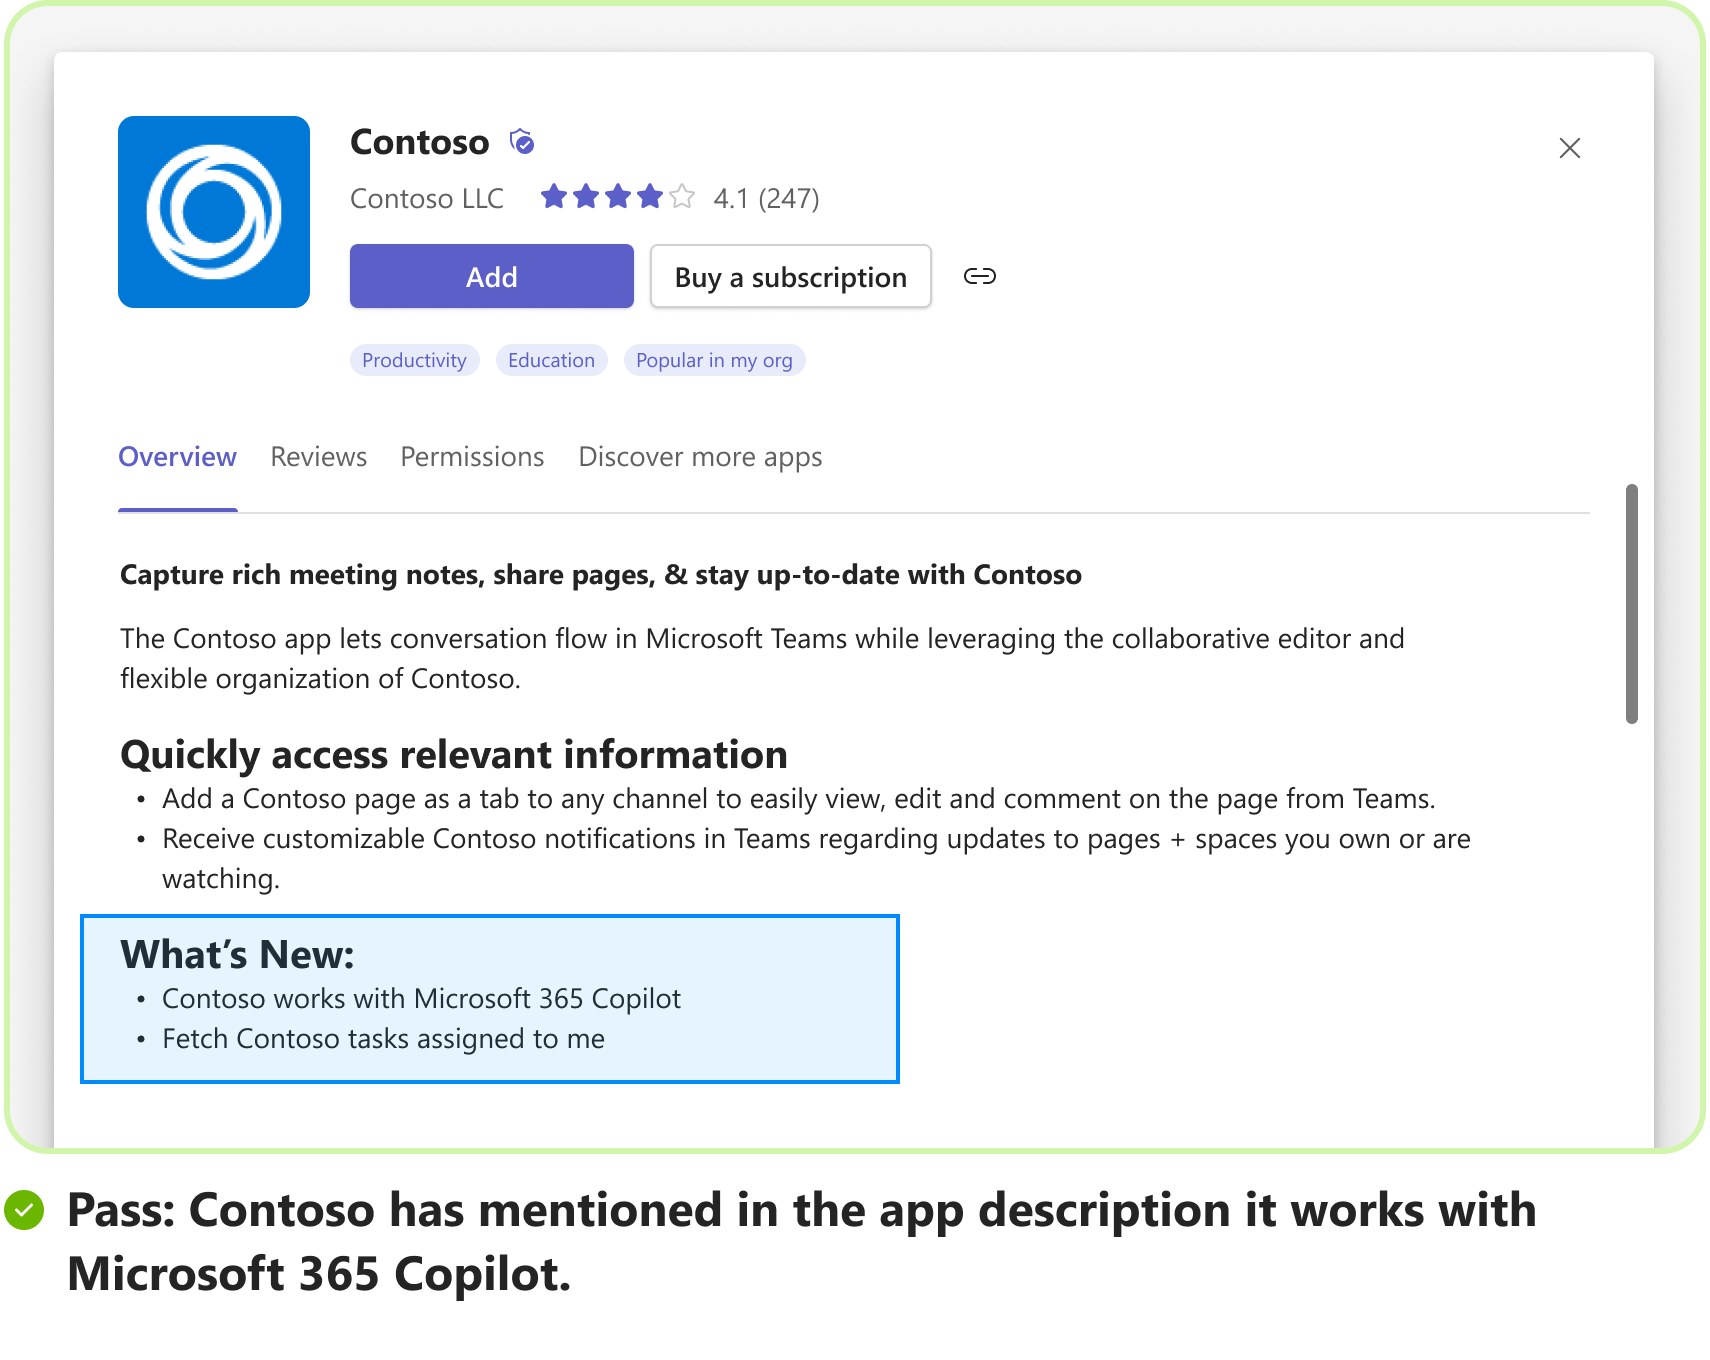 Contoso
Contoso LLC 4.1 (247)
Add Buy a subscription
Productivity Education Popular in my org
Overview Reviews Permissions Discover more apps
Capture rich meeting notes, share pages, & stay up-to-date with Contoso
The Contoso app lets conversation flow in Microsoft Teams while leveraging the collaborative editor and
flexible organization of Contoso.
Quickly access relevant information
• Add a Contoso page as a tab to any channel to easily view, edit and comment on the page from Teams.
• Receive customizable Contoso notifications in Teams regarding updates to pages + spaces you own or are
watching.
What’s New:
• Contoso works with Microsoft 365 Copilot
• Fetch Contoso tasks assigned to me
Pass: Contoso has mentioned in the app description it works with
Microsoft 365 Copilot.